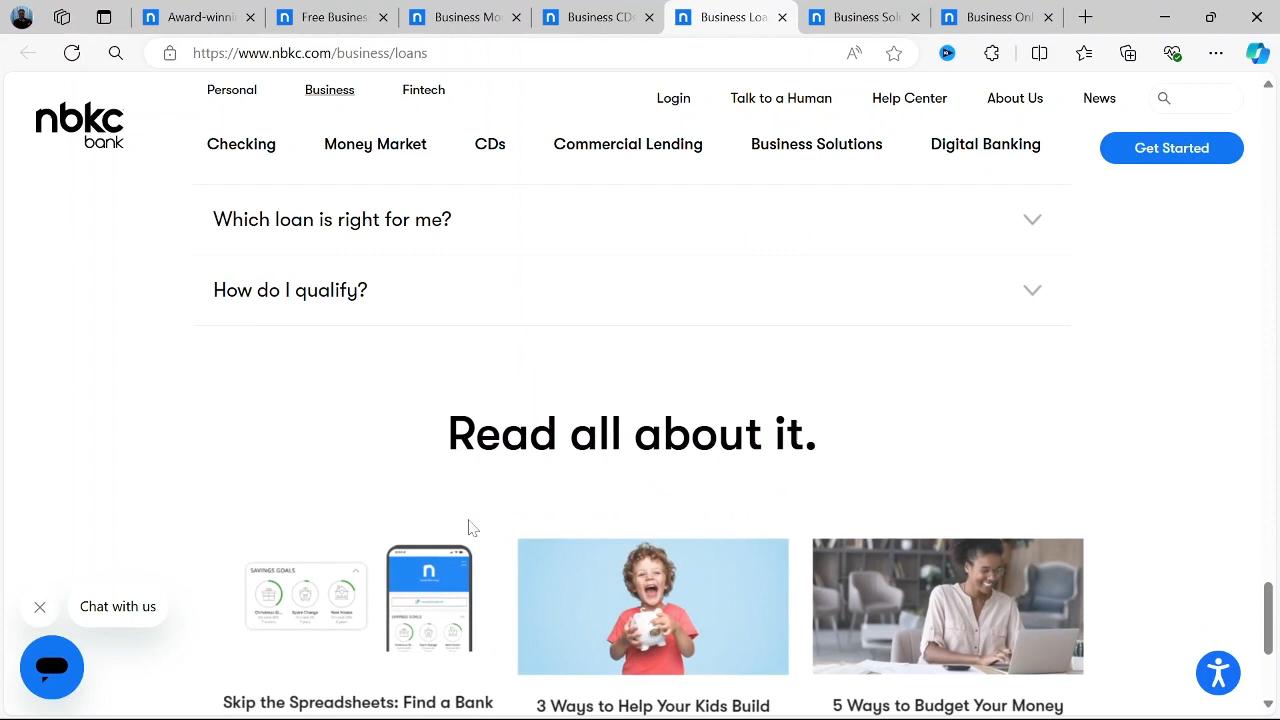 Award-winni
Free Busines
Business Mo
Business CDs
Business Loa
Business Sol
Business Onl
https://www.nbkc.com/business/loans
Personal
Business
Fintech
Login
Talk to a Human
Help Center
About Us
News
nbkc
bank
Checking
Money Market
CDs
Commercial Lending
Business Solutions
Digital Banking
Get Started
Which loan is right for me?
How do I qualify?
Read all about it.
SAVINGS GOALS
Chat with us
Skip the Spreadsheets: Find a Bank
3 Ways to Help Your Kids Build
5 Ways to Budget Your Money